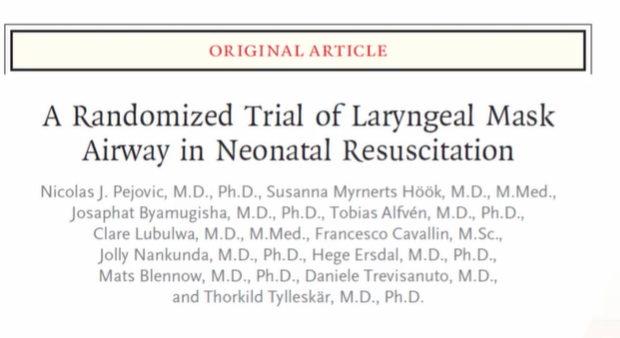 ORIGINAL ARTICLE
A Randomized Trial of Laryngeal Mask
Airway in Neonatal Resuscitation
Nicolas J. Pejovic, M.D., Ph.D., Susanna Myrnerts Höök, M.D., M.Med.,
Josaphat Byamugisha, M.D., Ph.D., Tobias Alfvén, M.D., Ph.D.,
Clare Lubulwa, M.D., M.Med., Francesco Cavallin, M.Sc.,
Jolly Nankunda, M.D., Ph.D., Hege Ersdal, M.D., Ph.D.,
Mats Blennow, M.D., Ph.D., Daniele Trevisanuto, M.D.,
and Thorkild Tylleskär, M.D., Ph.D.